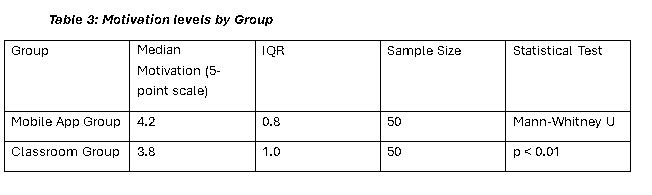 Table 3: Motivation levels by Group
Group Median IQR Sample Size Statistical Test
Motivation (5-
point scale)
Mobile App Group 4.2 0.8 50 Mann-Whitney U
Classroom Group 3.8 1.0 50 p < 0.01